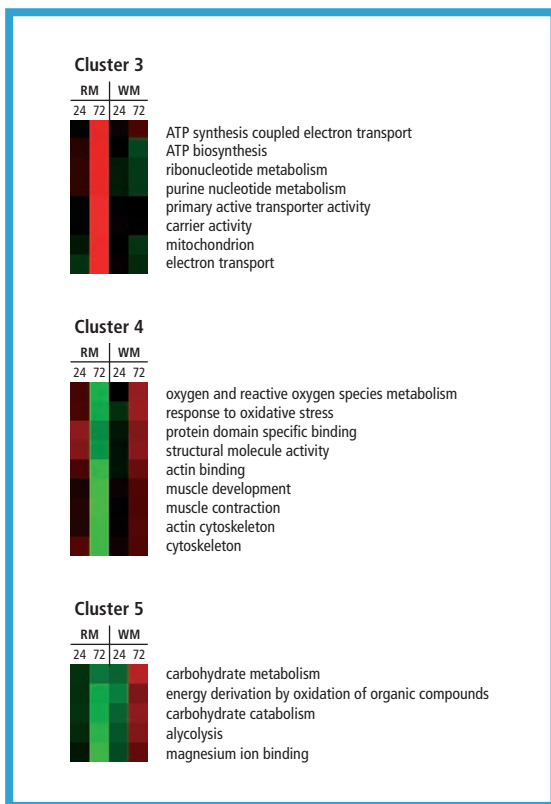 Cluster 3
RM WM
24 72 24 72
ATP synthesis coupled electron transport
ATP biosynthesis
ribonucleotide metabolism
purine nucleotide metabolism
primary active transporter activity
carrier activity
mitochondrion
electron transport
Cluster 4
RM WM
24 72 24 72
oxygen and reactive oxygen species metabolism
response to oxidative stress
protein domain specific binding
structural molecule activity
actin binding
muscle development
muscle contraction
actin cytoskeleton
cytoskeleton
Cluster 5
RM WM
24 72 24 72
carbohydrate metabolism
energy derivation by oxidation of organic compounds
carbohydrate catabolism
alycolysis
magnesium ion binding